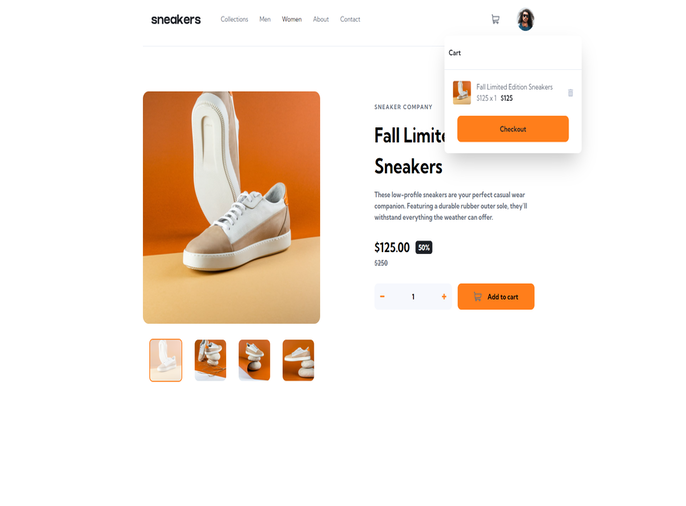 sneakers
Collections Men Women About Contact
Cart
Fall Limited Edition Sneakers
$125 x 1 $125
Checkout
SNEAKER COMPANY
Fall Limite
Sneakers
These low-profile sneakers are your perfect casual wear
companion. Featuring a durable rubber outer sole, they'll
withstand everything the weather can offer.
$125.00 50%
$250
− 1 +
Add to cart